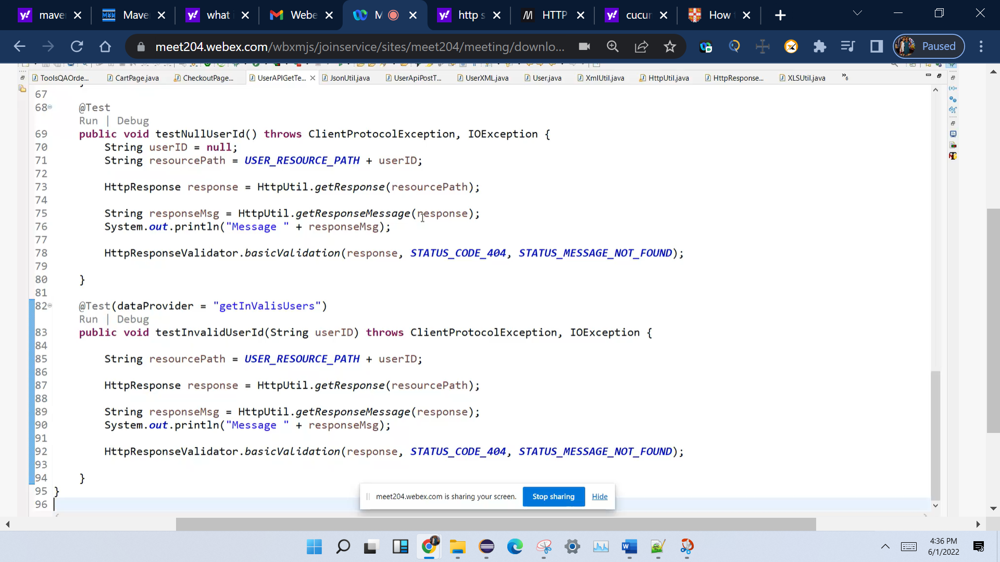 mave
Mave
what i
Webe
M
http s
HTTP
cucur
How
meet204.webex.com/wbxmjs/joinservice/sites/meet204/meeting/downlo...
Paused
ToolsQAOrde...
CartPage.java
CheckoutPage...
UserAPIGetTe...
JsonUtil.java
UserApiPostT...
UserXML.java
User.java
XmlUtil.java
HttpUtil.java
HttpResponse...
XLSUtil.java
»6
67
68 @Test
Run | Debug
69 public void testNullUserId() throws ClientProtocolException, IOException {
70 String userID = null;
71 String resourcePath = USER_RESOURCE_PATH + userID;
72
73 HttpResponse response = HttpUtil.getResponse(resourcePath);
74
75 String responseMsg = HttpUtil.getResponseMessage(response);
76 System.out.println("Message " + responseMsg);
77
78 HttpResponseValidator.basicValidation(response, STATUS_CODE_404, STATUS_MESSAGE_NOT_FOUND);
79
80 }
81
82 @Test(dataProvider = "getInValisUsers")
Run | Debug
83 public void testInvalidUserId(String userID) throws ClientProtocolException, IOException {
84
85 String resourcePath = USER_RESOURCE_PATH + userID;
86
87 HttpResponse response = HttpUtil.getResponse(resourcePath);
88
89 String responseMsg = HttpUtil.getResponseMessage(response);
90 System.out.println("Message " + responseMsg);
91
92 HttpResponseValidator.basicValidation(response, STATUS_CODE_404, STATUS_MESSAGE_NOT_FOUND);
93
94 }
95 }
96
meet204.webex.com is sharing your screen.
Stop sharing
Hide
4:36 PM
6/1/2022